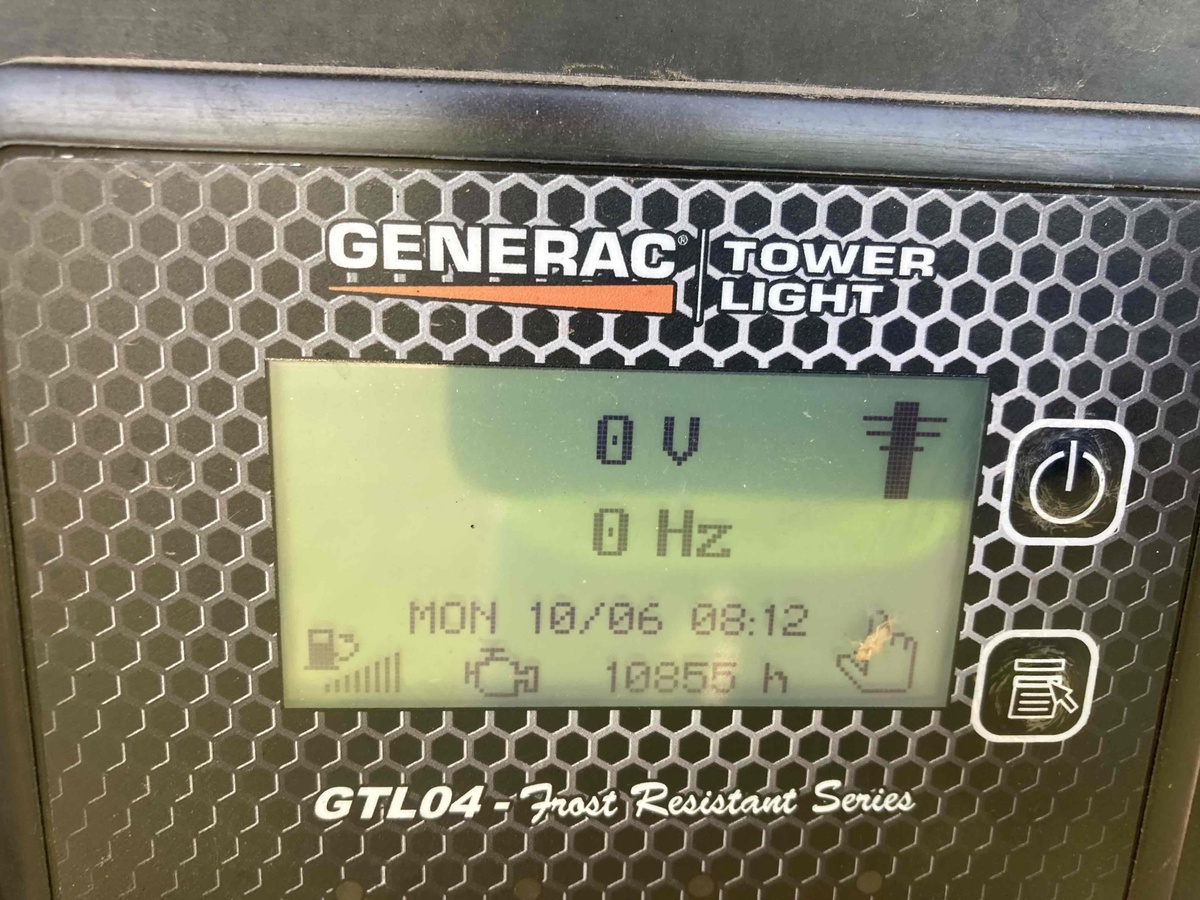 GENERAC® TOWER LIGHT
0 V
0 Hz
MON 10/06 08:12
10855 h
GTL04 - Frost Resistant Series